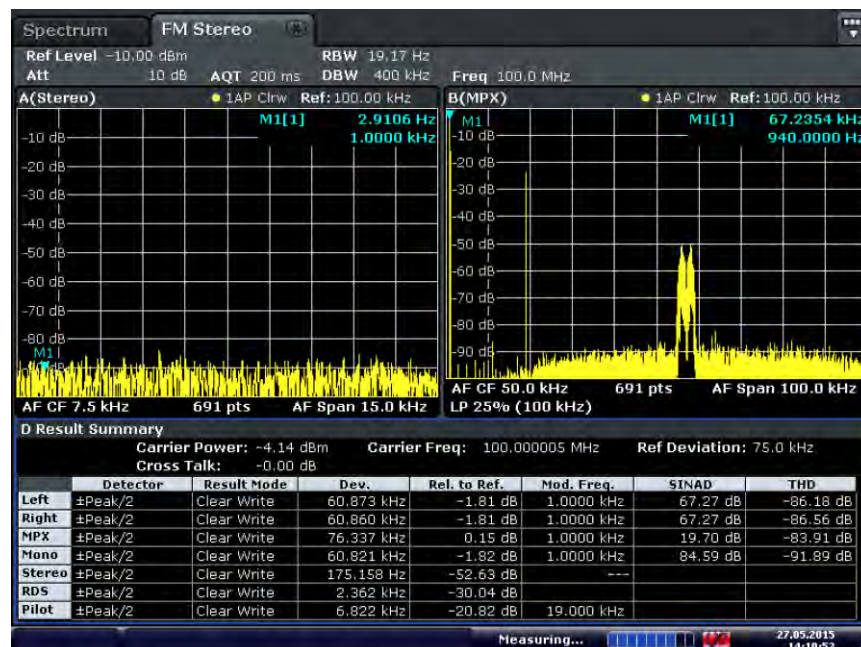 Spectrum FM Stereo
Ref Level -10.00 dBm RBW 19.17 Hz
Att 10 dB AQT 200 ms DBW 400 kHz Freq 100.0 MHz
A(Stereo) 1AP Clrw Ref:100.00 kHz
M1[1] 2.9106 Hz
1.0000 kHz
-10 dB
-20 dB
-30 dB
-40 dB
-50 dB
-60 dB
-70 dB
-80 dB
M1
AF CF 7.5 kHz 691 pts AF Span 15.0 kHz
B(MPX) 1AP Clrw Ref:100.00 kHz
M1 M1[1] 67.2354 kHz
940.0000 Hz
-10 dB
-20 dB
-30 dB
-40 dB
-50 dB
-60 dB
-70 dB
-80 dB
-90 dB
AF CF 50.0 kHz 691 pts AF Span 100.0 kHz
LP 25% (100 kHz)
D Result Summary
Carrier Power: -4.14 dBm Carrier Freq: 100.000005 MHz Ref Deviation: 75.0 kHz
Cross Talk: -0.00 dB
Detector Result Mode Dev. Rel. to Ref. Mod. Freq. SINAD THD
Left ±Peak/2 Clear Write 60.873 kHz -1.81 dB 1.0000 kHz 67.27 dB -86.18 dB
Right ±Peak/2 Clear Write 60.860 kHz -1.81 dB 1.0000 kHz 67.27 dB -86.56 dB
MPX ±Peak/2 Clear Write 76.337 kHz 0.15 dB 1.0000 kHz 19.70 dB -83.91 dB
Mono ±Peak/2 Clear Write 60.821 kHz -1.82 dB 1.0000 kHz 84.59 dB -91.89 dB
Stereo ±Peak/2 Clear Write 175.158 Hz -52.63 dB ---
RDS ±Peak/2 Clear Write 2.362 kHz -30.04 dB
Pilot ±Peak/2 Clear Write 6.822 kHz -20.82 dB 19.000 kHz
Measuring... 27.05.2015
14:10:52